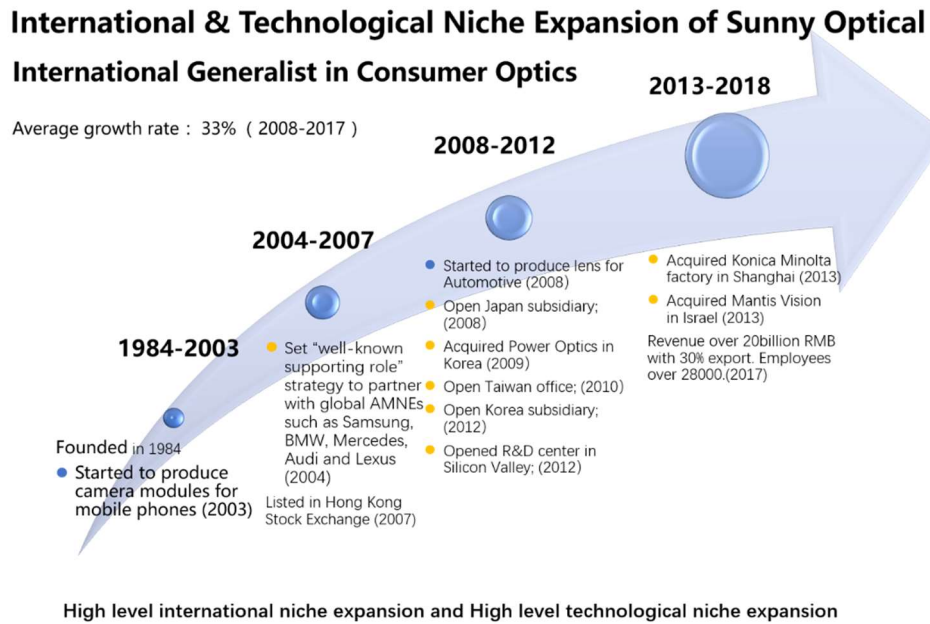 International & Technological Niche Expansion of Sunny Optical
International Generalist in Consumer Optics
Average growth rate : 33% ( 2008-2017 )
1984-2003
Founded in 1984
Started to produce
camera modules for
mobile phones (2003)
2004-2007
Set “well-known
supporting role”
strategy to partner
with global AMNEs
such as Samsung,
BMW, Mercedes,
Audi and Lexus
(2004)
Listed in Hong Kong
Stock Exchange (2007)
2008-2012
Started to produce lens for
Automotive (2008)
Open Japan subsidiary;
(2008)
Acquired Power Optics in
Korea (2009)
Open Taiwan office; (2010)
Open Korea subsidiary;
(2012)
Opened R&D center in
Silicon Valley; (2012)
2013-2018
Acquired Konica Minolta
factory in Shanghai (2013)
Acquired Mantis Vision
in Israel (2013)
Revenue over 20billion RMB
with 30% export. Employees
over 28000.(2017)
High level international niche expansion and High level technological niche expansion